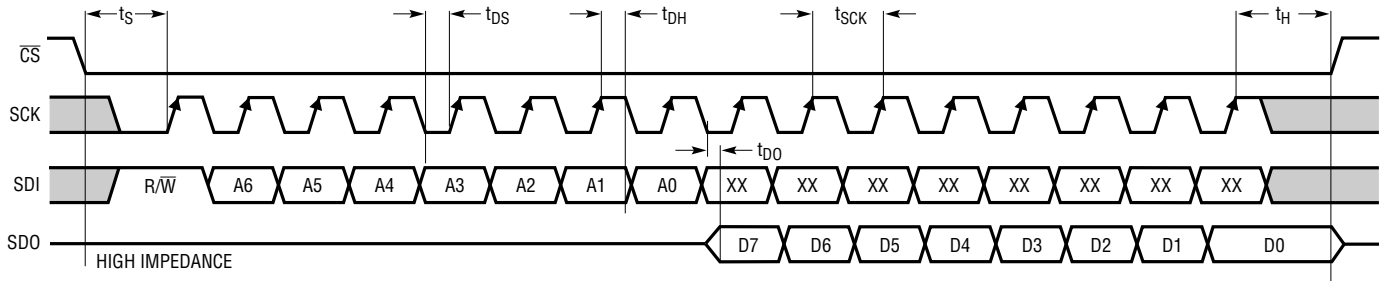 tS tDS tDH tSCK tH
CS
SCK
tDO
SDI R/W A6 A5 A4 A3 A2 A1 A0 XX XX XX XX XX XX XX XX
SDO D7 D6 D5 D4 D3 D2 D1 D0
HIGH IMPEDANCE